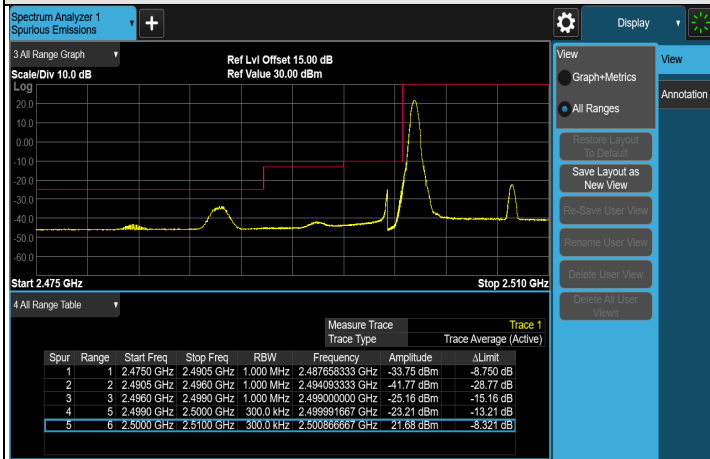 Spectrum Analyzer 1
Spurious Emissions
Display
3 All Range Graph
Ref Lvl Offset 15.00 dB
Scale/Div 10.0 dB
Ref Value 30.00 dBm
Log
20.0
10.0
0.00
-10.0
-20.0
-30.0
-40.0
-50.0
-60.0
Start 2.475 GHz
Stop 2.510 GHz
4 All Range Table
Measure Trace
Trace 1
Trace Type
Trace Average (Active)
Spur Range Start Freq Stop Freq RBW Frequency Amplitude ΔLimit
1 1 2.4750 GHz 2.4905 GHz 1.000 MHz 2.487658333 GHz -33.75 dBm -8.750 dB
2 2 2.4905 GHz 2.4960 GHz 1.000 MHz 2.494093333 GHz -41.77 dBm -28.77 dB
3 3 2.4960 GHz 2.4990 GHz 1.000 MHz 2.499000000 GHz -25.16 dBm -15.16 dB
4 5 2.4990 GHz 2.5000 GHz 300.0 kHz 2.499991667 GHz -23.21 dBm -13.21 dB
5 6 2.5000 GHz 2.5100 GHz 300.0 kHz 2.500866667 GHz 21.68 dBm -8.321 dB
View
Graph+Metrics
All Ranges
Restore Layout
To Default
Save Layout as
New View
Re-Save User View
Rename User View
Delete User View
Delete All User
Views
View
Annotation